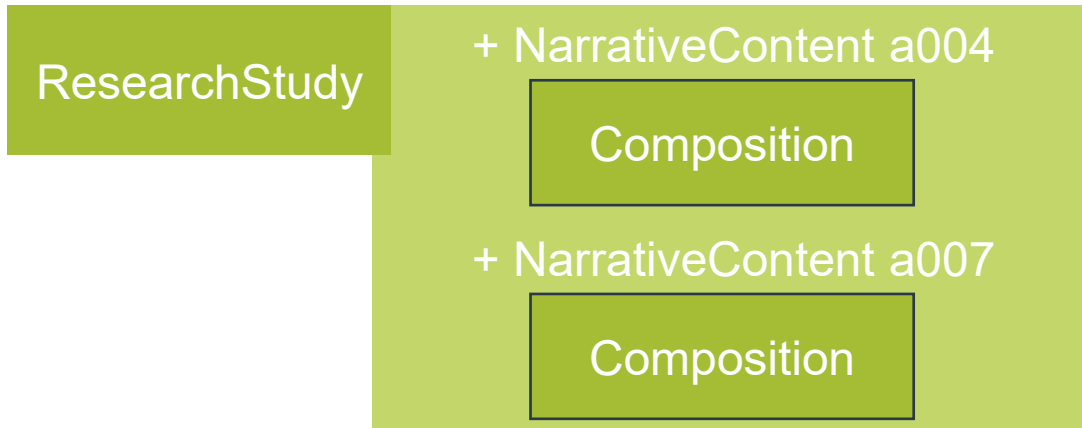 ResearchStudy
+ NarrativeContent a004
Composition
+ NarrativeContent a007
Composition